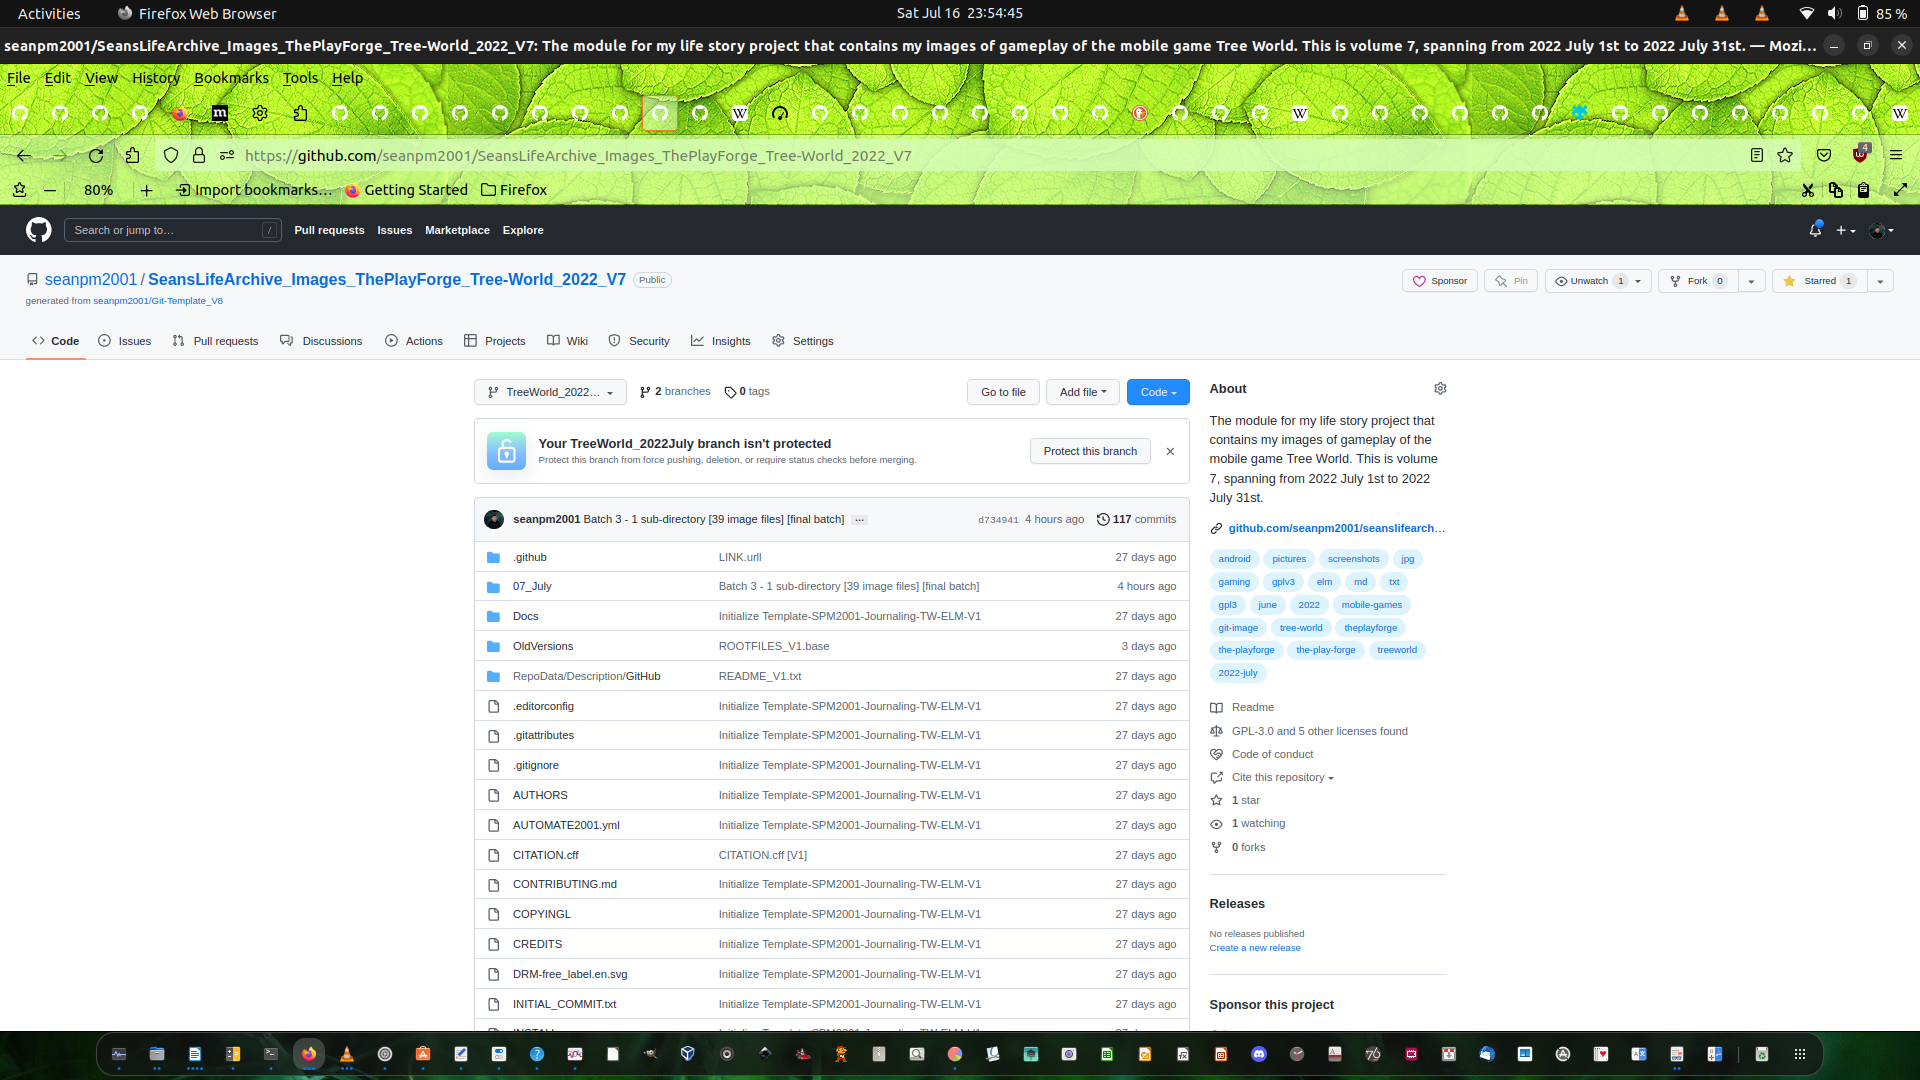 Activities
Firefox Web Browser
Sat Jul 16 23:54:45
85 %
seanpm2001/SeansLifeArchive_Images_ThePlayForge_Tree-World_2022_V7: The module for my life story project that contains my images of gameplay of the mobile game Tree World. This is volume 7, spanning from 2022 July 1st to 2022 July 31st. — Mozi…
File Edit View History Bookmarks Tools Help
https://github.com/seanpm2001/SeansLifeArchive_Images_ThePlayForge_Tree-World_2022_V7
4
80%
Import bookmarks…
Getting Started
Firefox
Search or jump to…
/
Pull requests Issues Marketplace Explore
seanpm2001 / SeansLifeArchive_Images_ThePlayForge_Tree-World_2022_V7 Public
Sponsor
Pin
Unwatch 1
Fork 0
Starred 1
generated from seanpm2001/Git-Template_V8
Code
Issues
Pull requests
Discussions
Actions
Projects
Wiki
Security
Insights
Settings
TreeWorld_2022…
2 branches
0 tags
Go to file
Add file
Code
Your TreeWorld_2022July branch isn't protected
Protect this branch from force pushing, deletion, or require status checks before merging.
Protect this branch
seanpm2001 Batch 3 - 1 sub-directory [39 image files] [final batch] …
d734941 4 hours ago
117 commits
.github LINK.urll 27 days ago
07_July Batch 3 - 1 sub-directory [39 image files] [final batch] 4 hours ago
Docs Initialize Template-SPM2001-Journaling-TW-ELM-V1 27 days ago
OldVersions ROOTFILES_V1.base 3 days ago
RepoData/Description/GitHub README_V1.txt 27 days ago
.editorconfig Initialize Template-SPM2001-Journaling-TW-ELM-V1 27 days ago
.gitattributes Initialize Template-SPM2001-Journaling-TW-ELM-V1 27 days ago
.gitignore Initialize Template-SPM2001-Journaling-TW-ELM-V1 27 days ago
AUTHORS Initialize Template-SPM2001-Journaling-TW-ELM-V1 27 days ago
AUTOMATE2001.yml Initialize Template-SPM2001-Journaling-TW-ELM-V1 27 days ago
CITATION.cff CITATION.cff [V1] 27 days ago
CONTRIBUTING.md Initialize Template-SPM2001-Journaling-TW-ELM-V1 27 days ago
COPYINGL Initialize Template-SPM2001-Journaling-TW-ELM-V1 27 days ago
CREDITS Initialize Template-SPM2001-Journaling-TW-ELM-V1 27 days ago
DRM-free_label.en.svg Initialize Template-SPM2001-Journaling-TW-ELM-V1 27 days ago
INITIAL_COMMIT.txt Initialize Template-SPM2001-Journaling-TW-ELM-V1 27 days ago
About
The module for my life story project that
contains my images of gameplay of the
mobile game Tree World. This is volume
7, spanning from 2022 July 1st to 2022
July 31st.
github.com/seanpm2001/seanslifearch…
android pictures screenshots jpg
gaming gplv3 elm md txt
gpl3 june 2022 mobile-games
git-image tree-world theplayforge
the-playforge the-play-forge treeworld
2022-july
Readme
GPL-3.0 and 5 other licenses found
Code of conduct
Cite this repository
1 star
1 watching
0 forks
Releases
No releases published
Create a new release
Sponsor this project